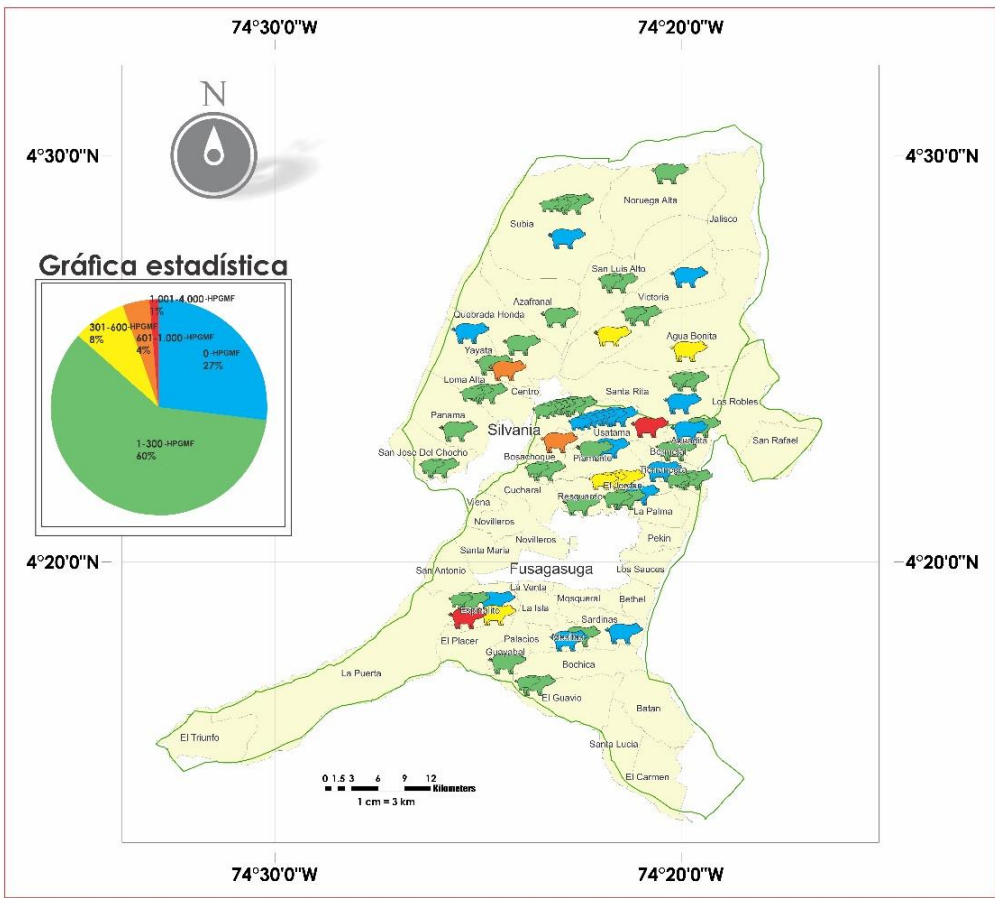 74°30'0"W
74°20'0"W
N
4°30'0"N
4°30'0"N
Noruega Alta
Subia
Jalisco
Gráfica estadística
San Luis Alto
1.001-4.000-HPGMF
1%
301-600-HPGMF
8%
601-1.000-HPGMF
4%
0-HPGMF
27%
1-300-HPGMF
60%
Victoria
Azafranal
Quebrada Honda
Agua Bonita
Yayata
Loma Alta
Centro
Santa Rita
Los Robles
Panama
Silvania
Usatama
San Rafael
Aguadita
San Jose Del Chocho
Bosachoque
Piamonte
Bermejal
Tierra Negra
El Jordan
Cucharal
Resguardo
Viena
La Palma
Novilleros
Novilleros
Pekin
Santa Maria
4°20'0"N
San Antonio
Fusagasuga
Los Sauces
4°20'0"N
La Venta
Mosqueral
Bethel
Espinalito
La Isla
Sardinas
El Placer
Palacios
Guayabal
Bochica
La Puerta
El Guavio
Batan
El Triunfo
Santa Lucia
El Carmen
0 1.5 3 6 9 12
Kilometers
1 cm = 3 km
74°30'0"W
74°20'0"W